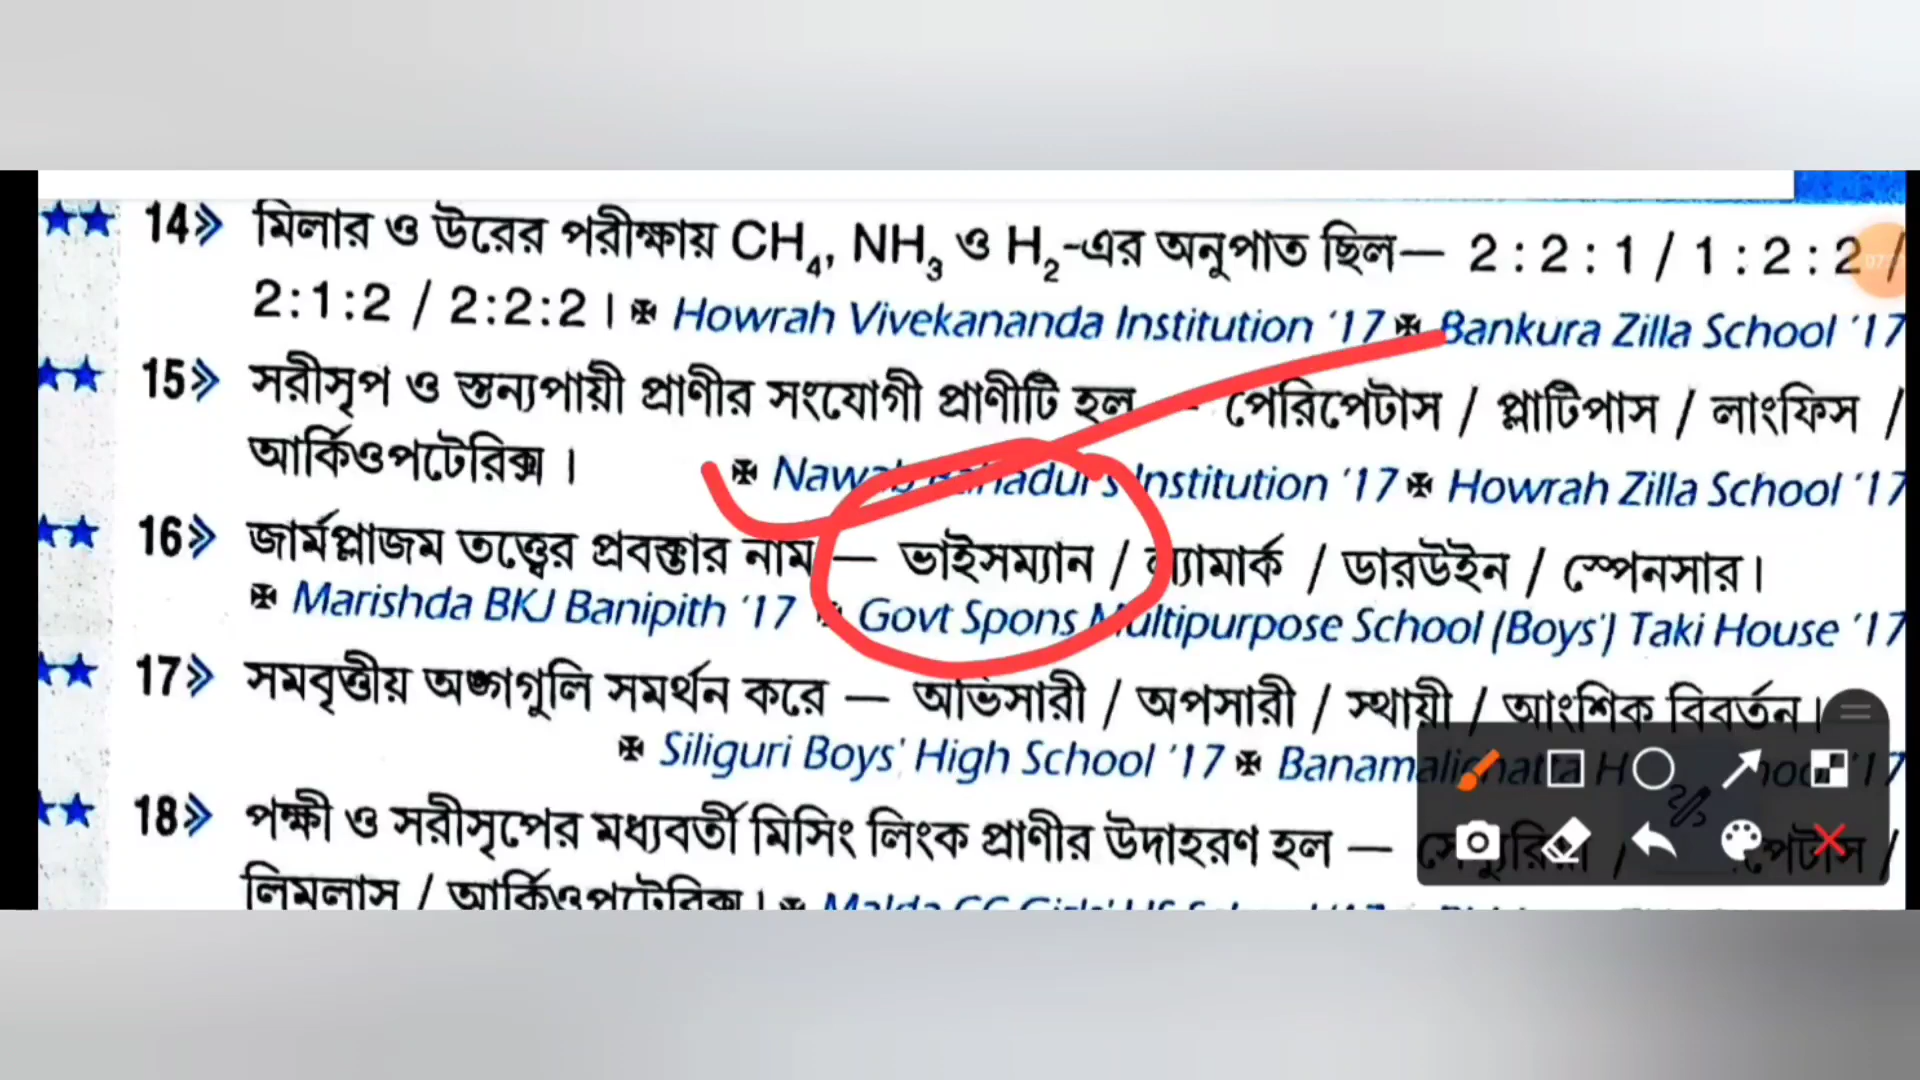 ★★ 14» মিলার ও উরের পরীক্ষায় CH₄, NH₃ ও H₂-এর অনুপাত ছিল— 2 : 2 : 1 / 1 : 2 : 2 /
2:1:2 / 2:2:2 । ✠ Howrah Vivekananda Institution '17 ✠ Bankura Zilla School '17
★★ 15» সরীসৃপ ও স্তন্যপায়ী প্রাণীর সংযোগী প্রাণীটি হল — পেরিপেটাস / প্লাটিপাস / লাংফিস /
আর্কিওপটেরিক্স । ✠ Nawab Bahadur's Institution '17 ✠ Howrah Zilla School '17
★★ 16» জার্মপ্লাজম তত্ত্বের প্রবক্তার নাম — ভাইসম্যান / ল্যামার্ক / ডারউইন / স্পেনসার।
✠ Marishda BKJ Banipith '17 ✠ Govt Spons Multipurpose School (Boys') Taki House '17
★★ 17» সমবৃত্তীয় অঙ্গগুলি সমর্থন করে — অভিসারী / অপসারী / স্থায়ী / আংশিক বিবর্তন।
✠ Siliguri Boys' High School '17 ✠ '17
★★ 18» পক্ষী ও সরীসৃপের মধ্যবর্তী মিসিং লিংক প্রাণীর উদাহরণ হল — /
লিমুলাস / আর্কিওপটেরিক্স।